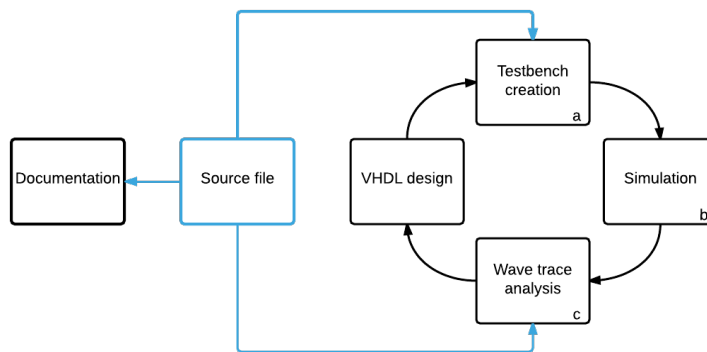 Testbench
creation
a
Documentation
Source file
VHDL design
Simulation
b
Wave trace
analysis
c